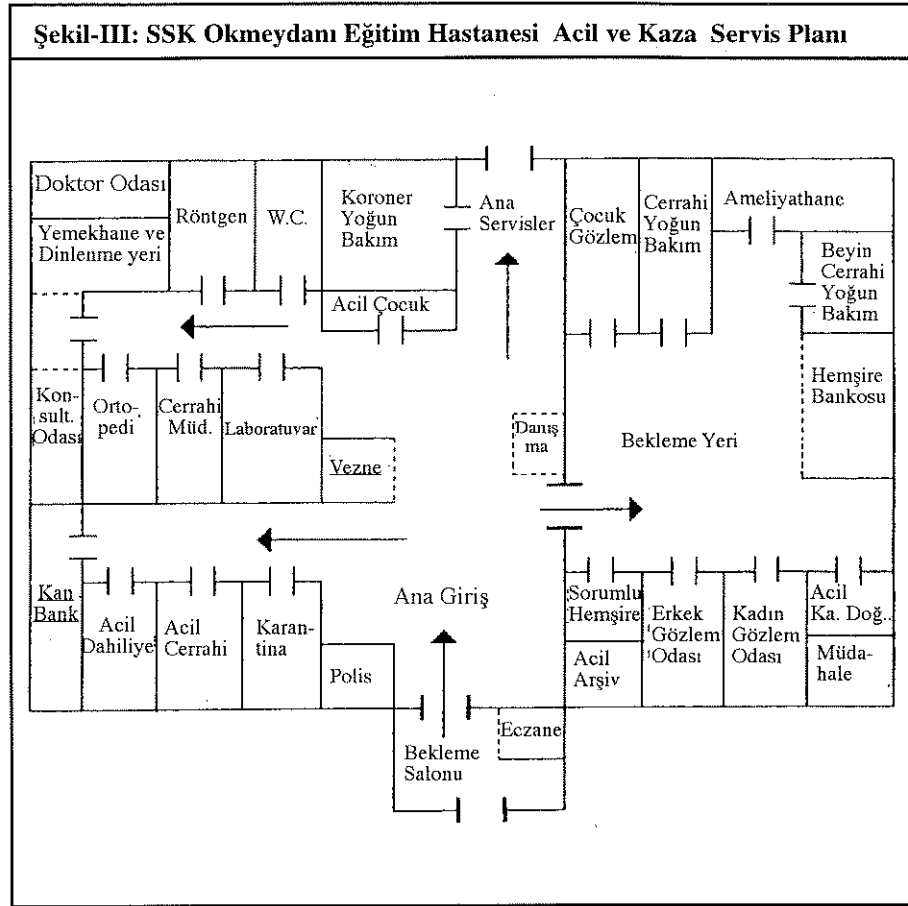 Şekil-III: SSK Okmeydanı Eğitim Hastanesi Acil ve Kaza Servis Planı
Doktor Odası
Yemekhane ve
Dinlenme yeri
Röntgen
W.C.
Koroner
Yoğun
Bakım
Ana
Servisler
Çocuk
Gözlem
Cerrahi
Yoğun
Bakım
Ameliyathane
Beyin
Cerrahi
Yoğun
Bakım
Acil Çocuk
Kon-
sult.
Odası
Orto-
pedi
Cerrahi
Müd.
Laboratuvar
Vezne
Danış
ma
Bekleme Yeri
Hemşire
Bankosu
Kan
Bank
Acil
Dahiliye
Acil
Cerrahi
Karan-
tina
Polis
Ana Giriş
Sorumlu
Hemşire
Acil
Arşiv
Erkek
Gözlem
Odası
Kadın
Gözlem
Odası
Acil
Ka. Doğ..
Müda-
hale
Eczane
Bekleme
Salonu